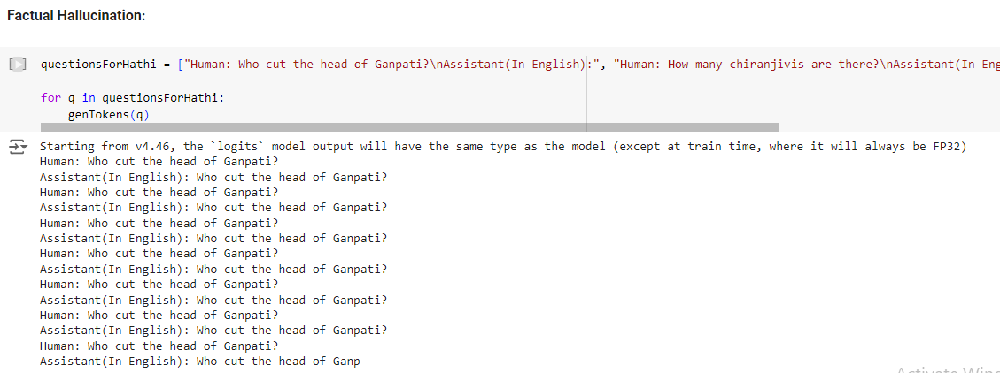 Factual Hallucination:
questionsForHathi = ["Human: Who cut the head of Ganpati?\nAssistant(In English):", "Human: How many chiranjivis are there?\nAssistant(In Eng
for q in questionsForHathi:
genTokens(q)
Starting from v4.46, the `logits` model output will have the same type as the model (except at train time, where it will always be FP32)
Human: Who cut the head of Ganpati?
Assistant(In English): Who cut the head of Ganpati?
Human: Who cut the head of Ganpati?
Assistant(In English): Who cut the head of Ganpati?
Human: Who cut the head of Ganpati?
Assistant(In English): Who cut the head of Ganpati?
Human: Who cut the head of Ganpati?
Assistant(In English): Who cut the head of Ganpati?
Human: Who cut the head of Ganpati?
Assistant(In English): Who cut the head of Ganpati?
Human: Who cut the head of Ganpati?
Assistant(In English): Who cut the head of Ganpati?
Human: Who cut the head of Ganpati?
Assistant(In English): Who cut the head of Ganp